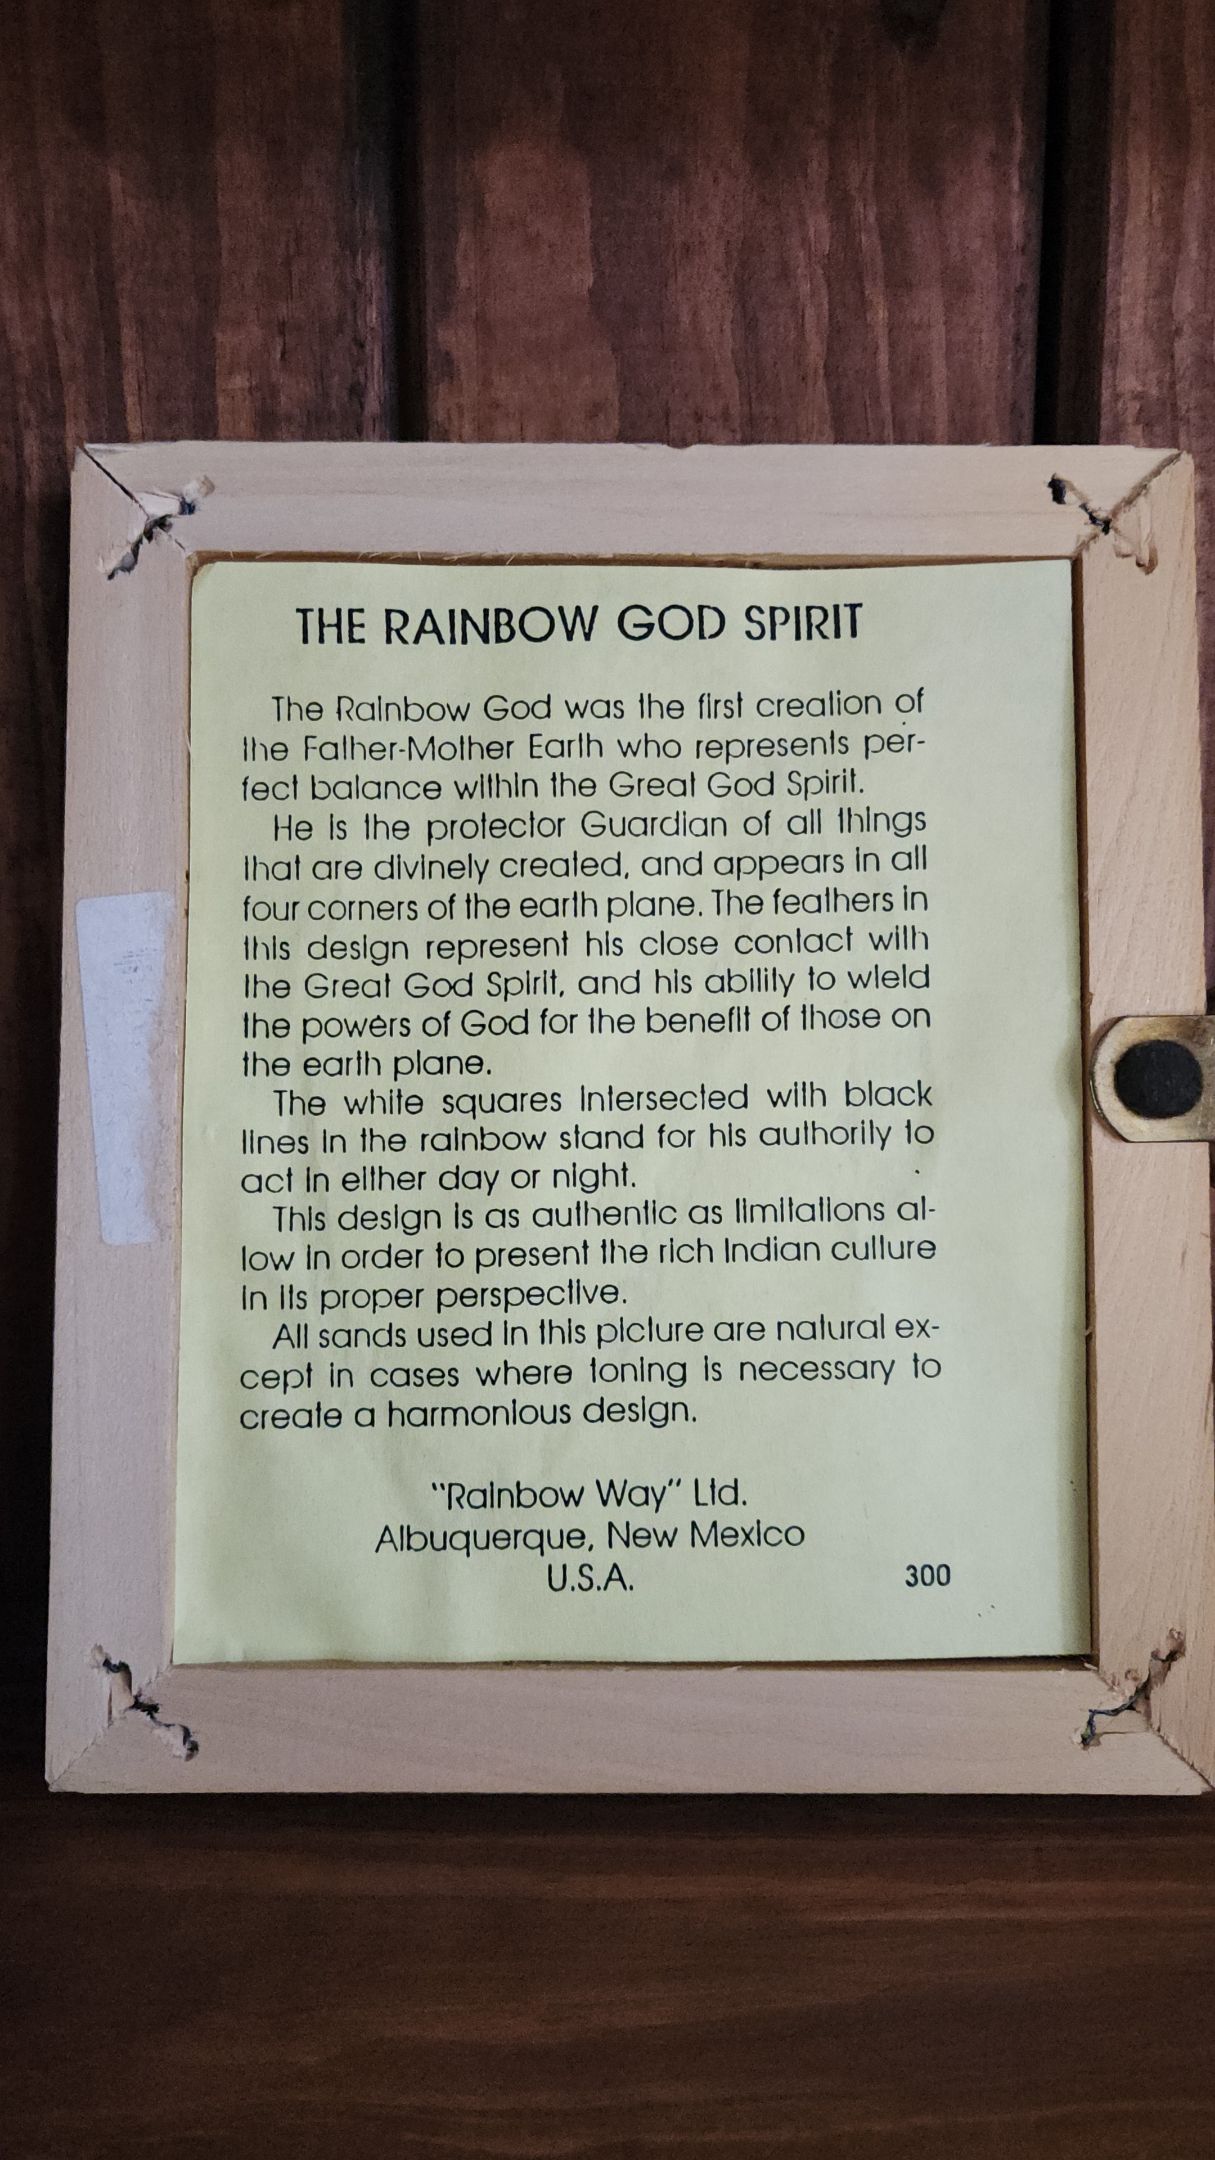 THE RAINBOW GOD SPIRIT
The Rainbow God was the first creation of
the Father-Mother Earth who represents per-
fect balance within the Great God Spirit.
He is the protector Guardian of all things
that are divinely created, and appears in all
four corners of the earth plane. The feathers in
this design represent his close contact with
the Great God Spirit, and his ability to wield
the powers of God for the benefit of those on
the earth plane.
The white squares intersected with black
lines in the rainbow stand for his authority to
act in either day or night.
This design is as authentic as limitations al-
low in order to present the rich Indian culture
in its proper perspective.
All sands used in this picture are natural ex-
cept in cases where toning is necessary to
create a harmonious design.
"Rainbow Way" Ltd.
Albuquerque, New Mexico
U.S.A.
300